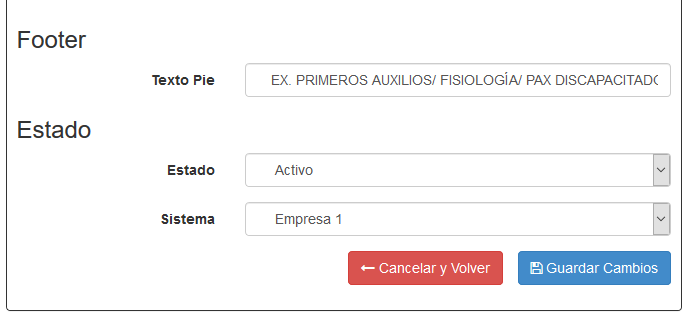 Footer
Texto Pie EX. PRIMEROS AUXILIOS/ FISIOLOGÍA/ PAX DISCAPACITADO
Estado
Estado Activo
Sistema Empresa 1
Cancelar y Volver Guardar Cambios